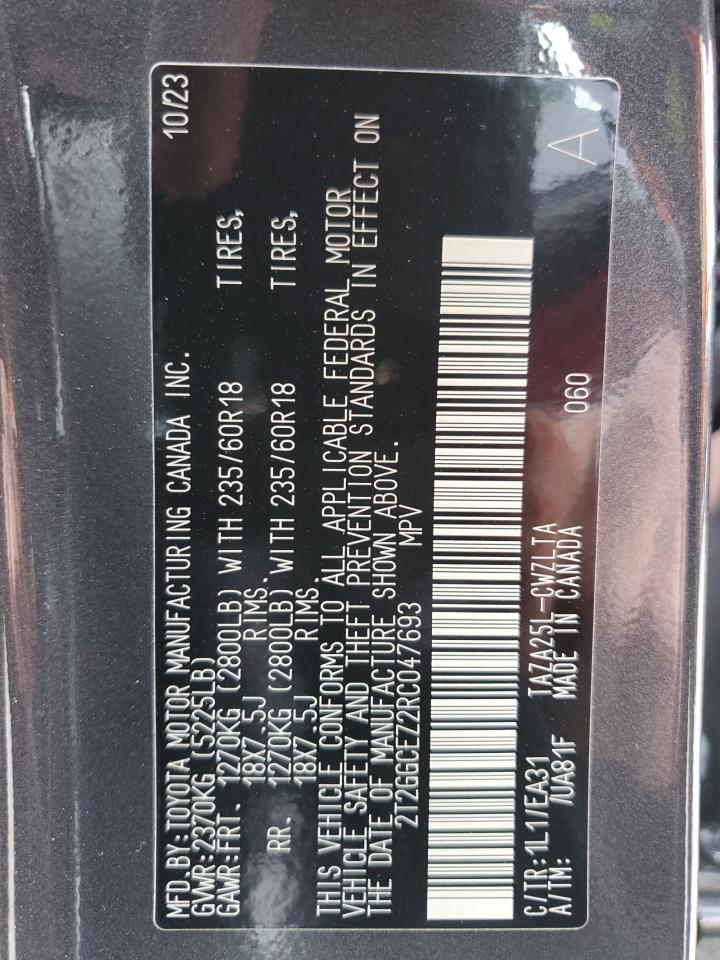 MFD.BY:TOYOTA MOTOR MANUFACTURING CANADA INC. 10/23
GVWR:2370KG (5225LB)
GAWR:FRT. 1270KG (2800LB) WITH 235/60R18 TIRES,
18X7.5J RIMS.
RR. 1270KG (2800LB) WITH 235/60R18 TIRES,
18X7.5J RIMS.
THIS VEHICLE CONFORMS TO ALL APPLICABLE FEDERAL MOTOR
VEHICLE SAFETY AND THEFT PREVENTION STANDARDS IN EFFECT ON
THE DATE OF MANUFACTURE SHOWN ABOVE.
2T2GGCEZ2RC047693 MPV
C/TR:1L1/EA31 TAZA25L-CWZLTA
A/TM: /UA81F MADE IN CANADA 060 A